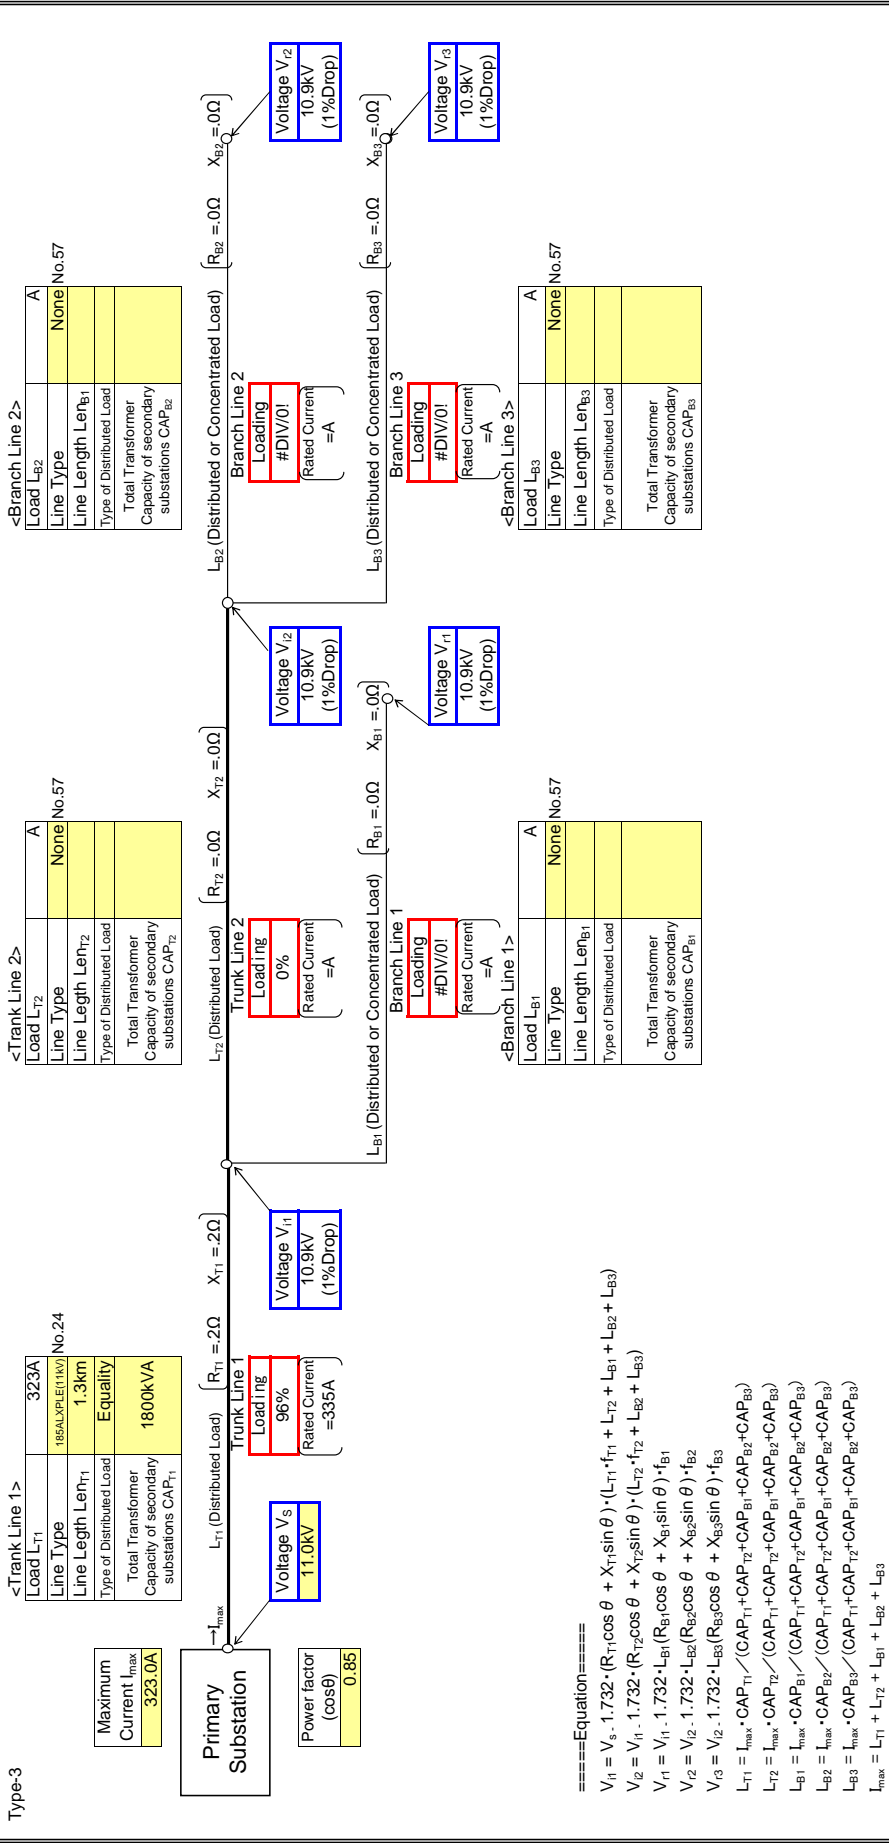 Type-3
Maximum
Current Imax
323.0A
Primary
Substation
Power factor
(cosθ)
0.85
→Imax
Voltage VS
11.0kV
<Trank Line 1>
Load LT1 323A
Line Type 185ALXPLE(11kV) No.24
Line Legth LenT1 1.3km
Type of Distributed Load Equality
Total Transformer
Capacity of secondary
substations CAPT1
1800kVA
LT1 (Distributed Load)
RT1 =.2Ω XT1 =.2Ω
Trunk Line 1
Loading
96%
Rated Current
=335A
Voltage Vi1
10.9kV
(1%Drop)
<Trank Line 2>
Load LT2 A
Line Type None No.57
Line Legth LenT2
Type of Distributed Load
Total Transformer
Capacity of secondary
substations CAPT2
LT2 (Distributed Load)
RT2 =.0Ω XT2 =.0Ω
Trunk Line 2
Loading
0%
Rated Current
=A
Voltage Vi2
10.9kV
(1%Drop)
LB1 (Distributed or Concentrated Load)
RB1 =.0Ω XB1 =.0Ω
Branch Line 1
Loading
#DIV/0!
Rated Current
=A
Voltage Vr1
10.9kV
(1%Drop)
<Branch Line 1>
Load LB1 A
Line Type None No.57
Line Length LenB1
Type of Distributed Load
Total Transformer
Capacity of secondary
substations CAPB1
<Branch Line 2>
Load LB2 A
Line Type None No.57
Line Length LenB1
Type of Distributed Load
Total Transformer
Capacity of secondary
substations CAPB2
LB2 (Distributed or Concentrated Load)
RB2 =.0Ω XB2 =.0Ω
Branch Line 2
Loading
#DIV/0!
Rated Current
=A
Voltage Vr2
10.9kV
(1%Drop)
LB3 (Distributed or Concentrated Load)
RB3 =.0Ω XB3 =.0Ω
Branch Line 3
Loading
#DIV/0!
Rated Current
=A
Voltage Vr3
10.9kV
(1%Drop)
<Branch Line 3>
Load LB3 A
Line Type None No.57
Line Length LenB3
Type of Distributed Load
Total Transformer
Capacity of secondary
substations CAPB3
=====Equation=====
Vi1 = Vs - 1.732・(RT1cosθ + XT1sinθ)・(LT1・fT1 + LT2 + LB1 + LB2 + LB3)
Vi2 = Vi1 - 1.732・(RT2cosθ + XT2sinθ)・(LT2・fT2 + LB2 + LB3)
Vr1 = Vi1 - 1.732・LB1(RB1cosθ + XB1sinθ)・fB1
Vr2 = Vi2 - 1.732・LB2(RB2cosθ + XB2sinθ)・fB2
Vr3 = Vi2 - 1.732・LB3(RB3cosθ + XB3sinθ)・fB3
LT1 = Imax・CAPT1／(CAPT1+CAPT2+CAPB1+CAPB2+CAPB3)
LT2 = Imax・CAPT2／(CAPT1+CAPT2+CAPB1+CAPB2+CAPB3)
LB1 = Imax・CAPB1／(CAPT1+CAPT2+CAPB1+CAPB2+CAPB3)
LB2 = Imax・CAPB2／(CAPT1+CAPT2+CAPB1+CAPB2+CAPB3)
LB3 = Imax・CAPB3／(CAPT1+CAPT2+CAPB1+CAPB2+CAPB3)
Imax = LT1 + LT2 + LB1 + LB2 + LB3